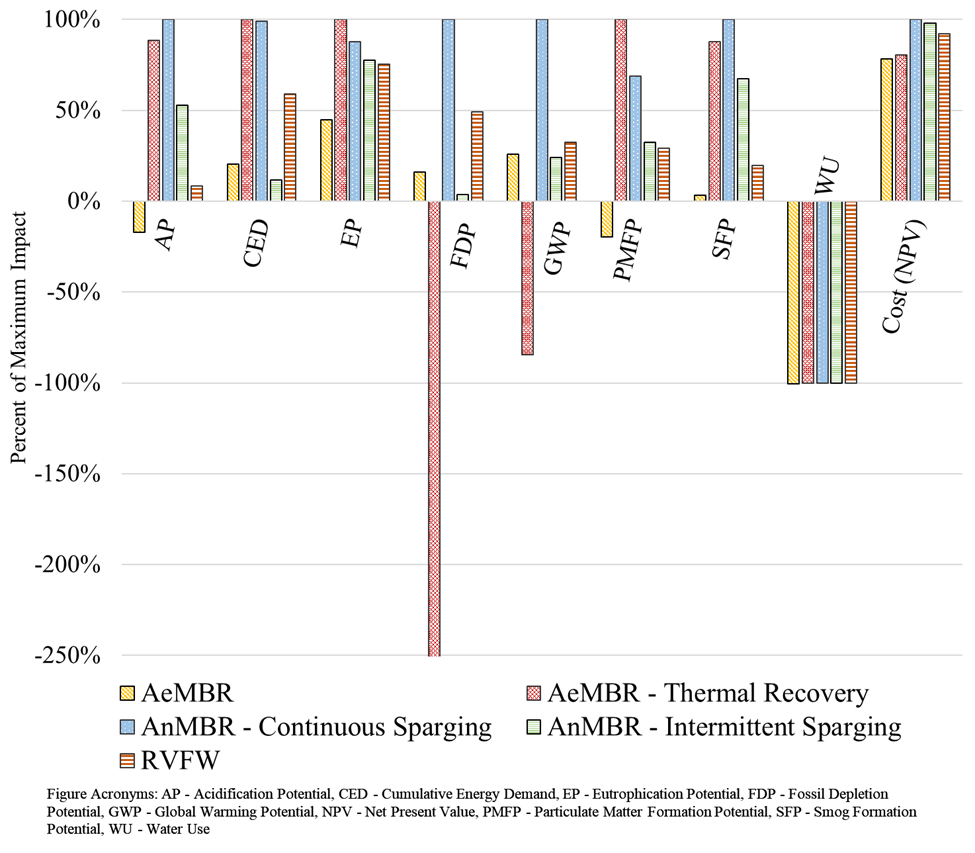 100%
50%
0%
-50%
-100%
-150%
-200%
-250%
Percent of Maximum Impact
AP
CED
EP
FDP
GWP
PMFP
SFP
WU
Cost (NPV)
AeMBR
AeMBR - Thermal Recovery
AnMBR - Continuous Sparging
AnMBR - Intermittent Sparging
RVFW
Figure Acronyms: AP - Acidification Potential, CED - Cumulative Energy Demand, EP - Eutrophication Potential, FDP - Fossil Depletion
Potential, GWP - Global Warming Potential, NPV - Net Present Value, PMFP - Particulate Matter Formation Potential, SFP - Smog Formation
Potential, WU - Water Use